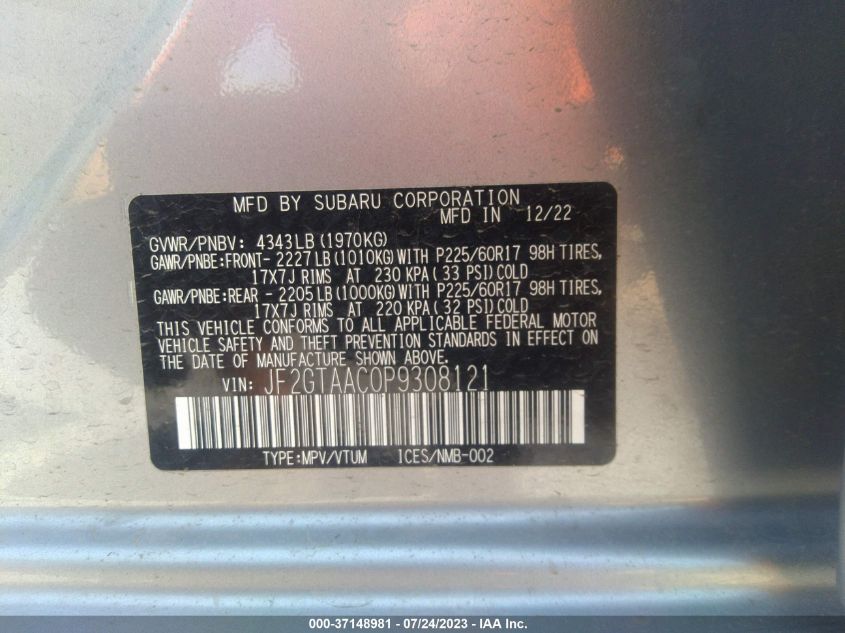 MFD BY SUBARU CORPORATION
MFD IN 12/22
GVWR/PNBV: 4343LB (1970KG)
GAWR/PNBE:FRONT- 2227LB (1010KG) WITH P225/60R17 98H TIRES,
17X7J RIMS AT 230 KPA (33 PSI) COLD
GAWR/PNBE:REAR - 2205LB (1000KG) WITH P225/60R17 98H TIRES,
17X7J RIMS AT 220 KPA (32 PSI) COLD
THIS VEHICLE CONFORMS TO ALL APPLICABLE FEDERAL MOTOR
VEHICLE SAFETY AND THEFT PREVENTION STANDARDS IN EFFECT ON
THE DATE OF MANUFACTURE SHOWN ABOVE.
VIN: JF2GTAAC0P9308121
TYPE:MPV/VTUM ICES/NMB-002
000-37148981 - 07/24/2023 - IAA Inc.